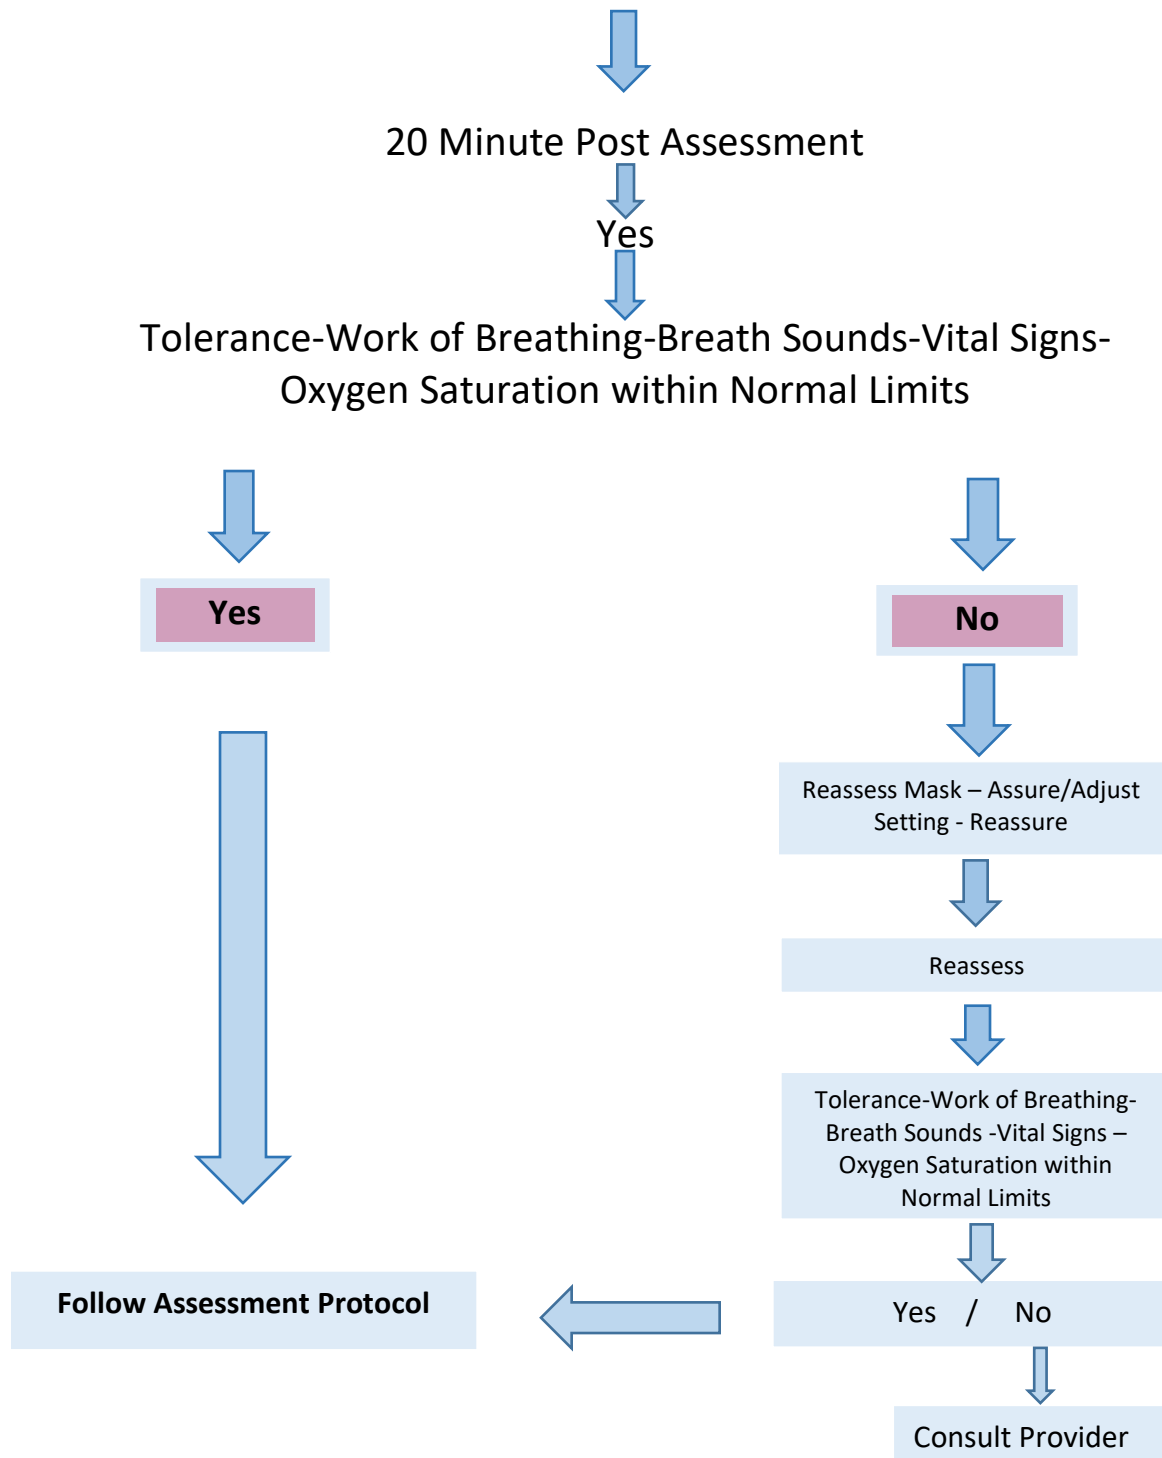 20 Minute Post Assessment
Yes
Tolerance-Work of Breathing-Breath Sounds-Vital Signs-
Oxygen Saturation within Normal Limits
Yes
No
Reassess Mask – Assure/Adjust
Setting - Reassure
Reassess
Tolerance-Work of Breathing-
Breath Sounds -Vital Signs –
Oxygen Saturation within
Normal Limits
Follow Assessment Protocol
Yes / No
Consult Provider